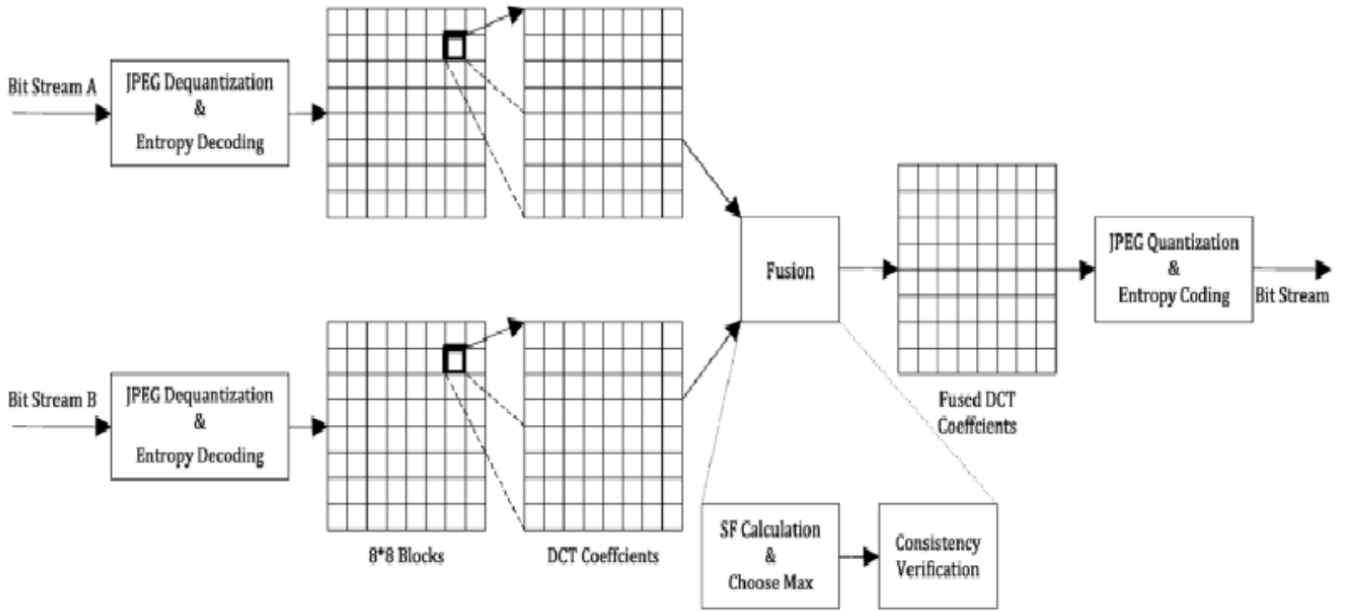 Bit Stream A
JPEG Dequantization
&
Entropy Decoding
Fusion
JPEG Quantization
&
Entropy Coding
Bit Stream
Bit Stream B
JPEG Dequantization
&
Entropy Decoding
Fused DCT
Coeffcients
8*8 Blocks
DCT Coeffcients
SF Calculation
&
Choose Max
Consistency
Verification